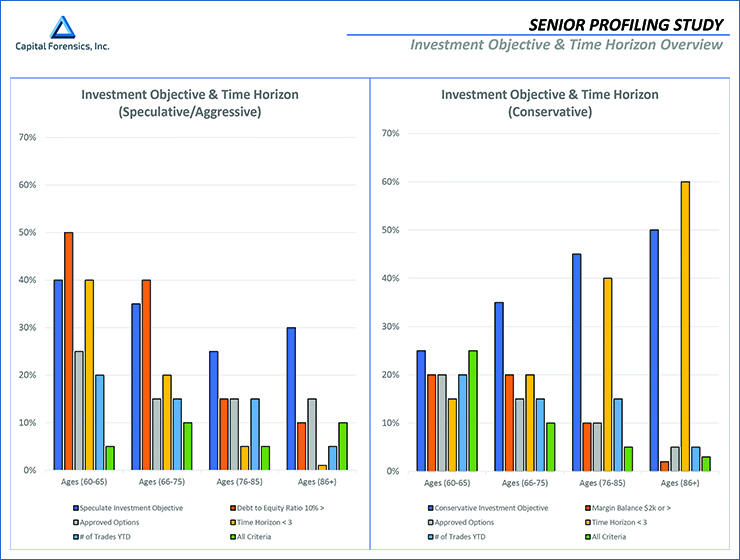 Capital Forensics, Inc.
SENIOR PROFILING STUDY
Investment Objective & Time Horizon Overview
Investment Objective & Time Horizon
(Speculative/Aggressive)
70%
60%
50%
40%
30%
20%
10%
0%
Ages (60-65)
Ages (66-75)
Ages (76-85)
Ages (86+)
Speculate Investment Objective
Debt to Equity Ratio 10% >
Approved Options
Time Horizon < 3
# of Trades YTD
All Criteria
Investment Objective & Time Horizon
(Conservative)
70%
60%
50%
40%
30%
20%
10%
0%
Ages (60-65)
Ages (66-75)
Ages (76-85)
Ages (86+)
Conservative Investment Objective
Margin Balance $2k or >
Approved Options
Time Horizon < 3
# of Trades YTD
All Criteria